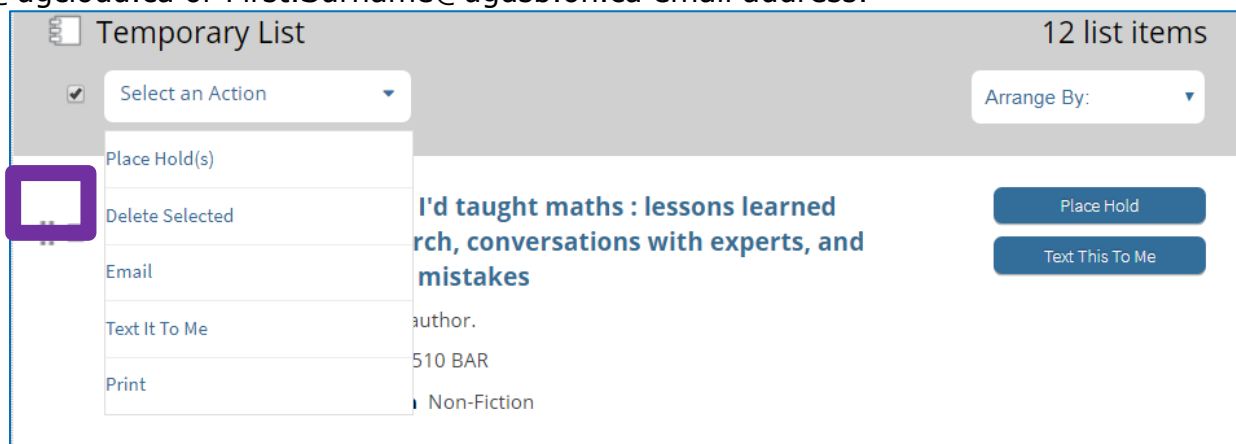 Temporary List
12 list items
Select an Action
Arrange By:
Place Hold(s)
Delete Selected
Email
Text It To Me
Print
I'd taught maths : lessons learned
rch, conversations with experts, and
mistakes
author.
510 BAR
Non-Fiction
Place Hold
Text This To Me